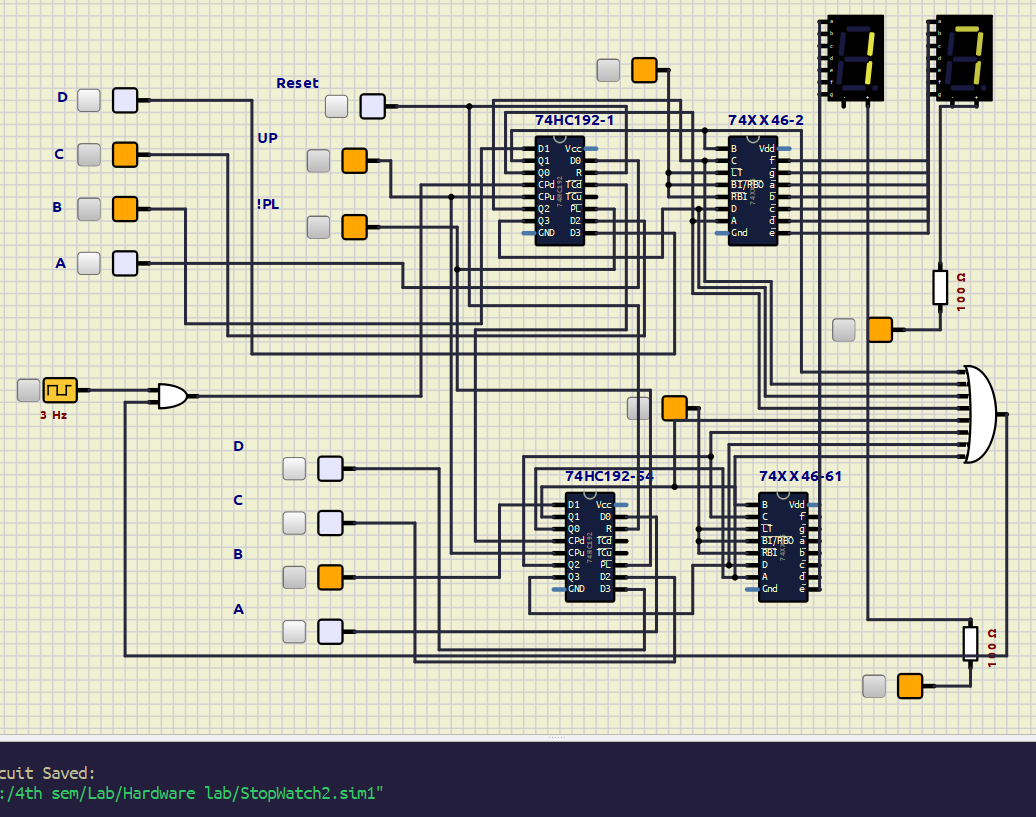 a
b
c
d
e
f
g
a
b
c
d
e
f
g
D
Reset
74HC192-1
74XX46-2
C
UP
B
!PL
A
D1 Vcc
Q1 D0
Q0 R
CPd TCd
CPu TCu
Q2 PL
Q3 D2
GND D3
74HC192
B Vdd
C f
LT g
BI/RBO a
RBI b
D c
A d
Gnd e
100 Ω
3 Hz
D
C
B
A
74HC192-54
74XX46-61
D1 Vcc
Q1 D0
Q0 R
CPd TCd
CPu TCu
Q2 PL
Q3 D2
GND D3
74HC192
B Vdd
C f
LT g
BI/RBO a
RBI b
D c
A d
Gnd e
100 Ω
cuit Saved:
:/4th sem/Lab/Hardware lab/StopWatch2.sim1"